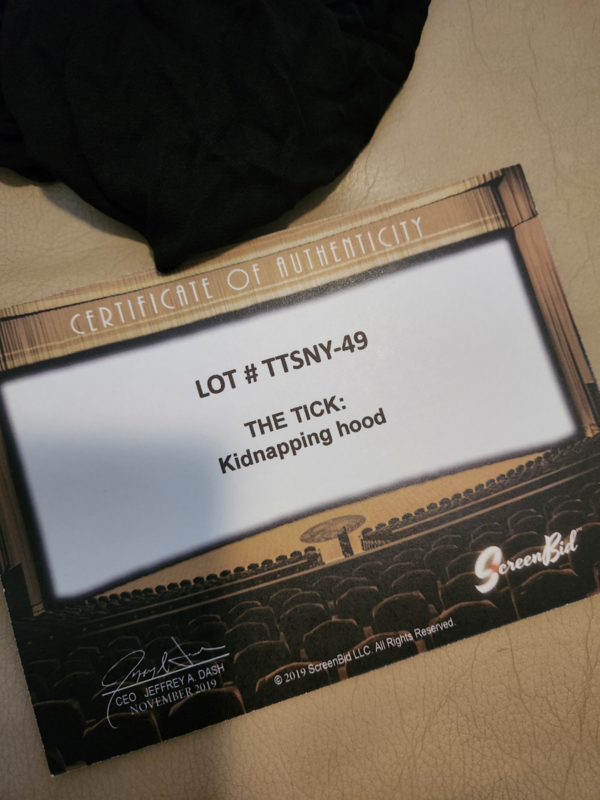 CERTIFICATE OF AUTHENTICITY
LOT # TTSNY-49
THE TICK:
Kidnapping hood
ScreenBid
CEO JEFFREY A. DASH
NOVEMBER 2019
© 2019 ScreenBid LLC. All Rights Reserved.